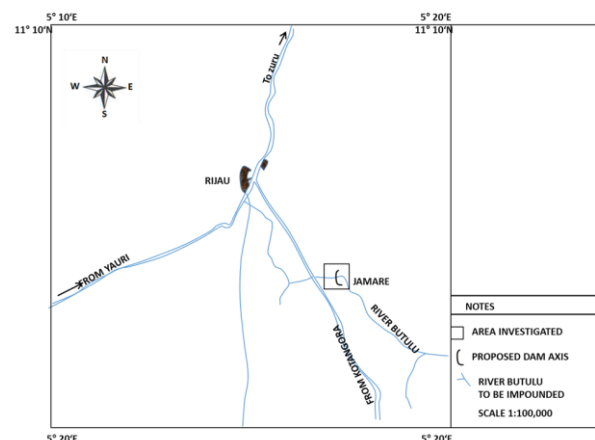 5° 10'E
5° 20'E
11° 10'N
11° 10'N
N
W E
S
To zuru
RIJAU
FROM YAURI
JAMARE
RIVER BUTULU
FROM KOTANGORA
NOTES
AREA INVESTIGATED
PROPOSED DAM AXIS
RIVER BUTULU
TO BE IMPOUNDED
SCALE 1:100,000
5° 20'E
5° 20'E